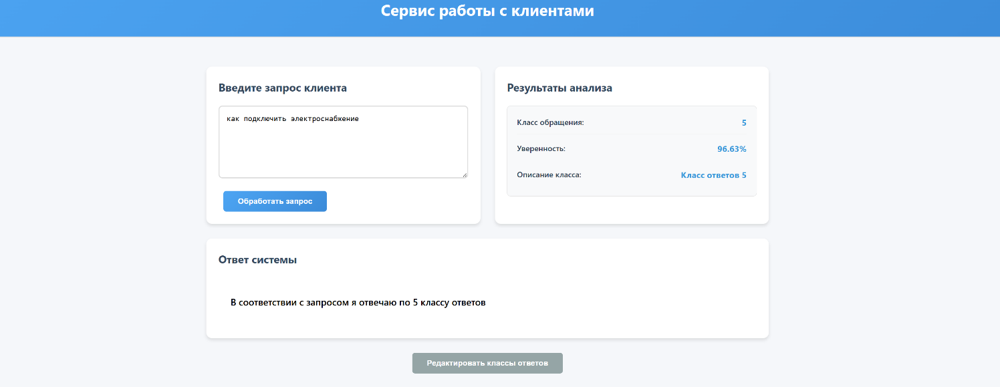 Сервис работы с клиентами
Введите запрос клиента
как подключить электроснабжение
Обработать запрос
Результаты анализа
Класс обращения: 5
Уверенность: 96.63%
Описание класса: Класс ответов 5
Ответ системы
В соответствии с запросом я отвечаю по 5 классу ответов
Редактировать классы ответов